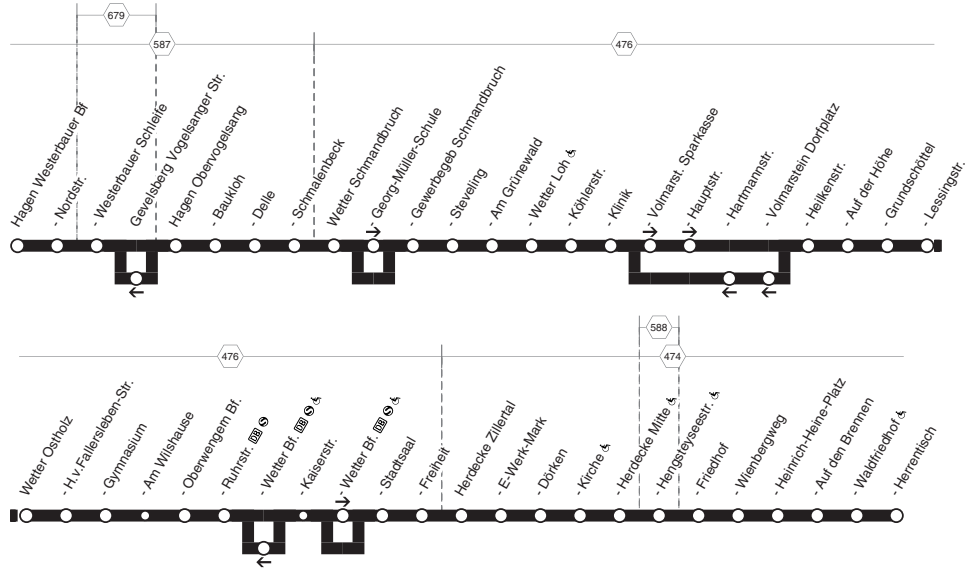 679
587
476
Hagen Westerbauer Bf
- Nordstr.
- Westerbauer Schleife
Gevelsberg Vogelsanger Str.
Hagen Obervogelsang
- Bauklok
- Delle
- Schmalenbeck
Wetter Schmandbruch
- Georg-Müller-Schule
- Gewerbegeb Schmandbruch
- Steveling
- Am Grünewald
- Wetter Loh
- Köhlerstr.
- Klinik
- Volmarst. Sparkasse
- Hauptstr.
- Hartmannstr.
- Volmarstein Dorfplatz
- Heilkenstr.
- Auf der Höhe
- Grundschöttel
- Lessingstr.
588
476
474
Wetter Ostholz
- H.v.Fallersleben-Str.
- Gymnasium
- Am Wilshause
- Oberwengern Bf.
- Ruhrstr. DB S
- Wetter Bf. DB S
- Kaiserstr.
- Wetter Bf. DB S
- Stadtsaal
- Freiheit
Herdecke Zillertal
- E-Werk-Mark
- Dörken
- Kirche
- Herdecke Mitte
- Hengsteyseestr.
- Friedhof
- Wienbergweg
- Heinrich-Heine-Platz
- Auf den Brennen
- Waldfriedhof
- Herrentisch